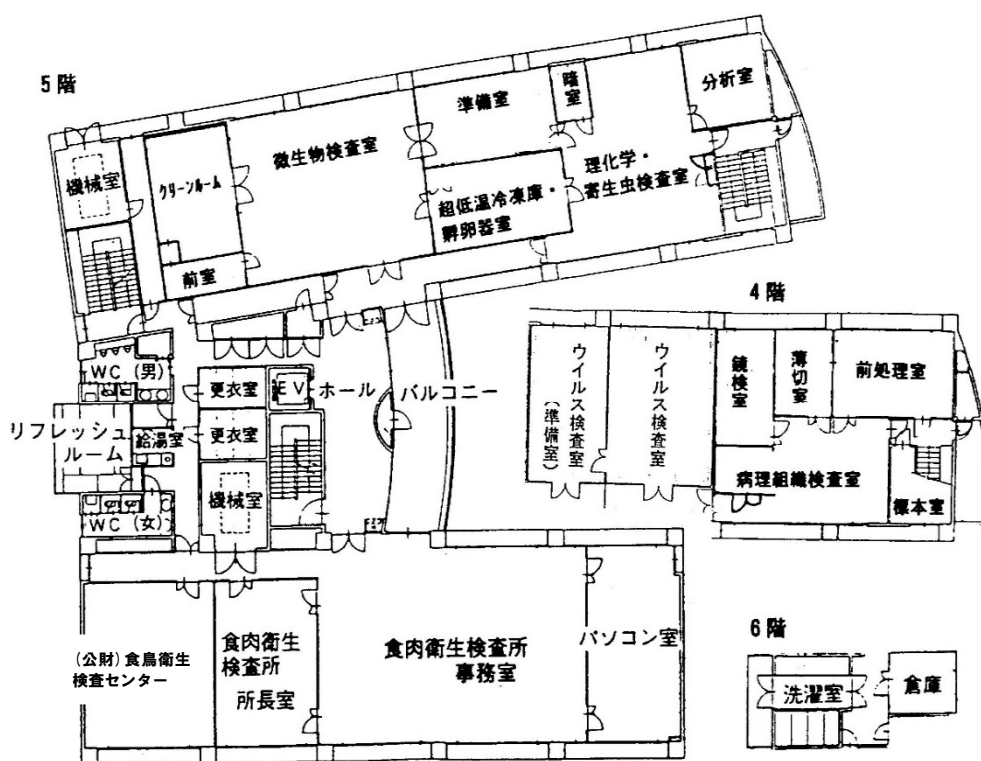 5階
機械室
クリーンルーム
前室
微生物検査室
準備室
暗室
分析室
超低温冷凍庫・
孵卵器室
理化学・
寄生虫検査室
WC (男)
更衣室
EV
ホール
バルコニー
リフレッシュ
ルーム
給湯室
更衣室
機械室
WC (女)
(公財)食鳥衛生
検査センター
食肉衛生
検査所
所長室
食肉衛生検査所
事務室
パソコン室
4階
ウイルス検査室
(準備室)
ウイルス検査室
鏡検室
薄切室
前処理室
病理組織検査室
標本室
6階
洗濯室
倉庫